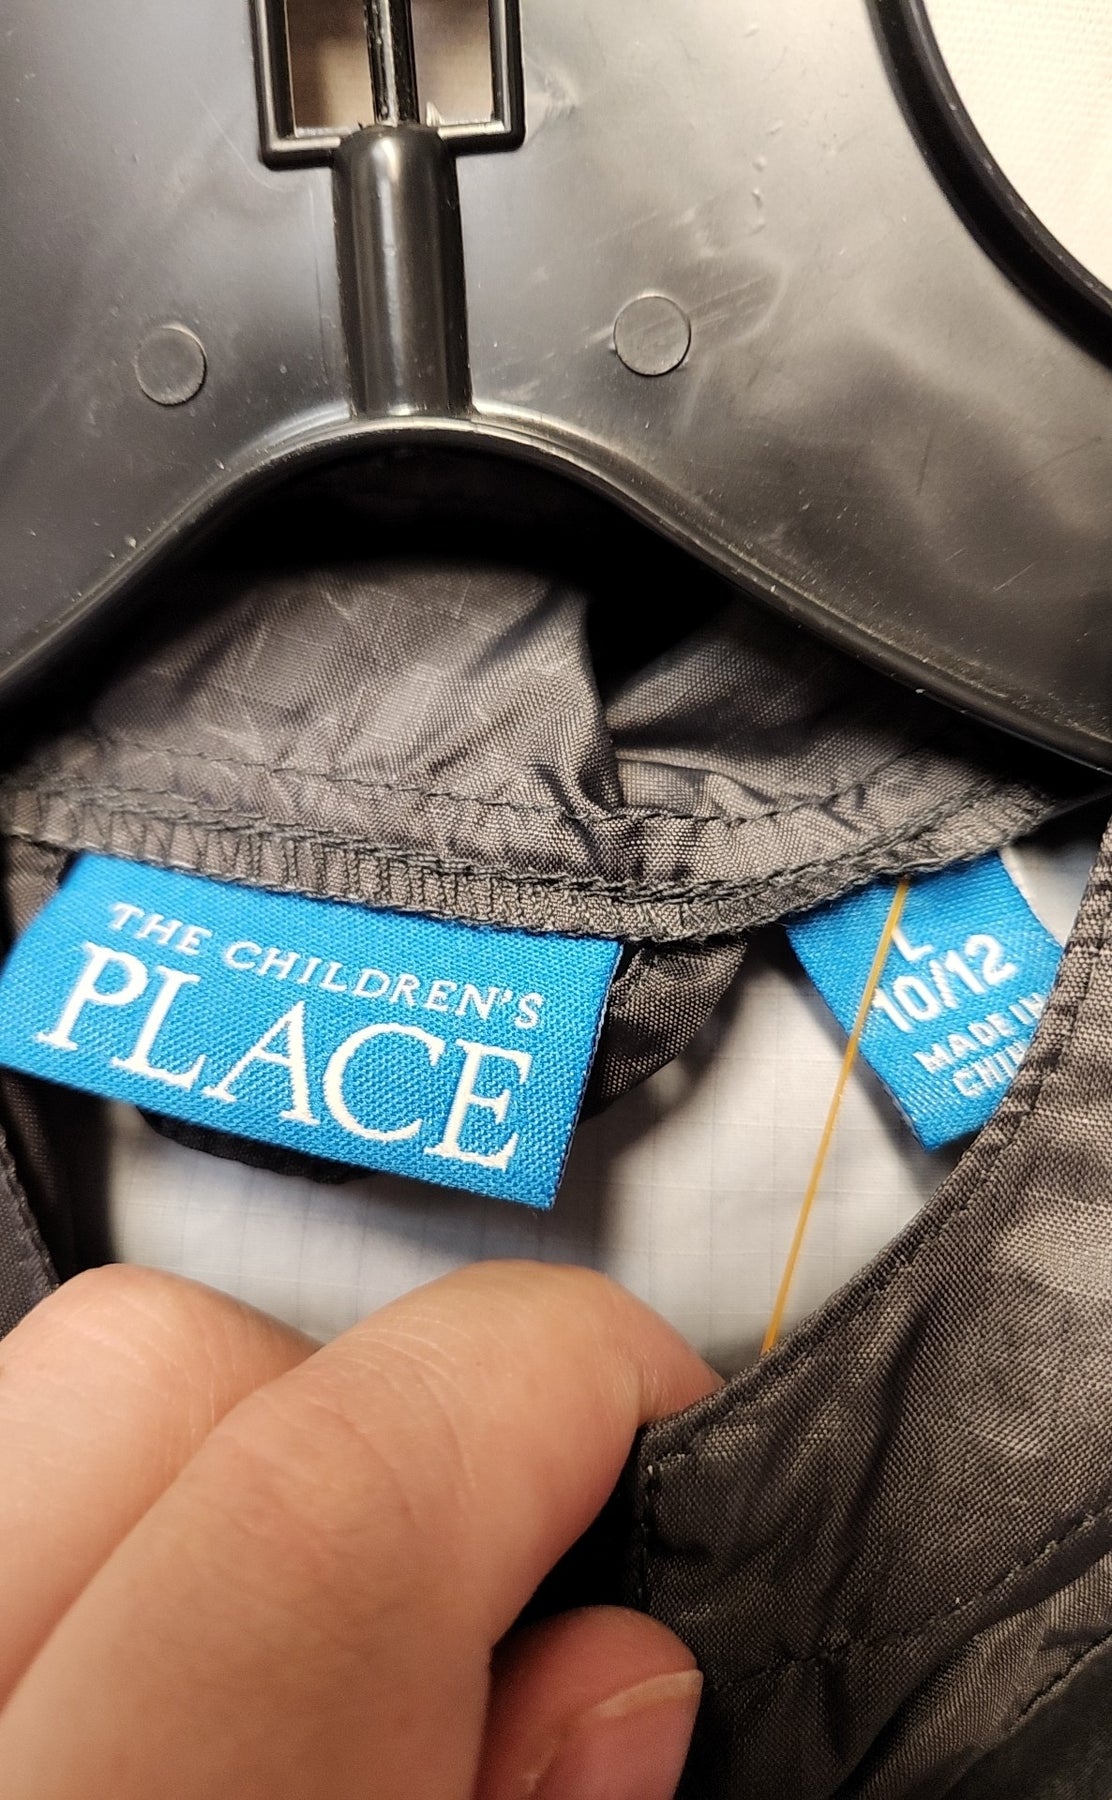 THE CHILDREN'S
PLACE
L
10/12
MADE IN